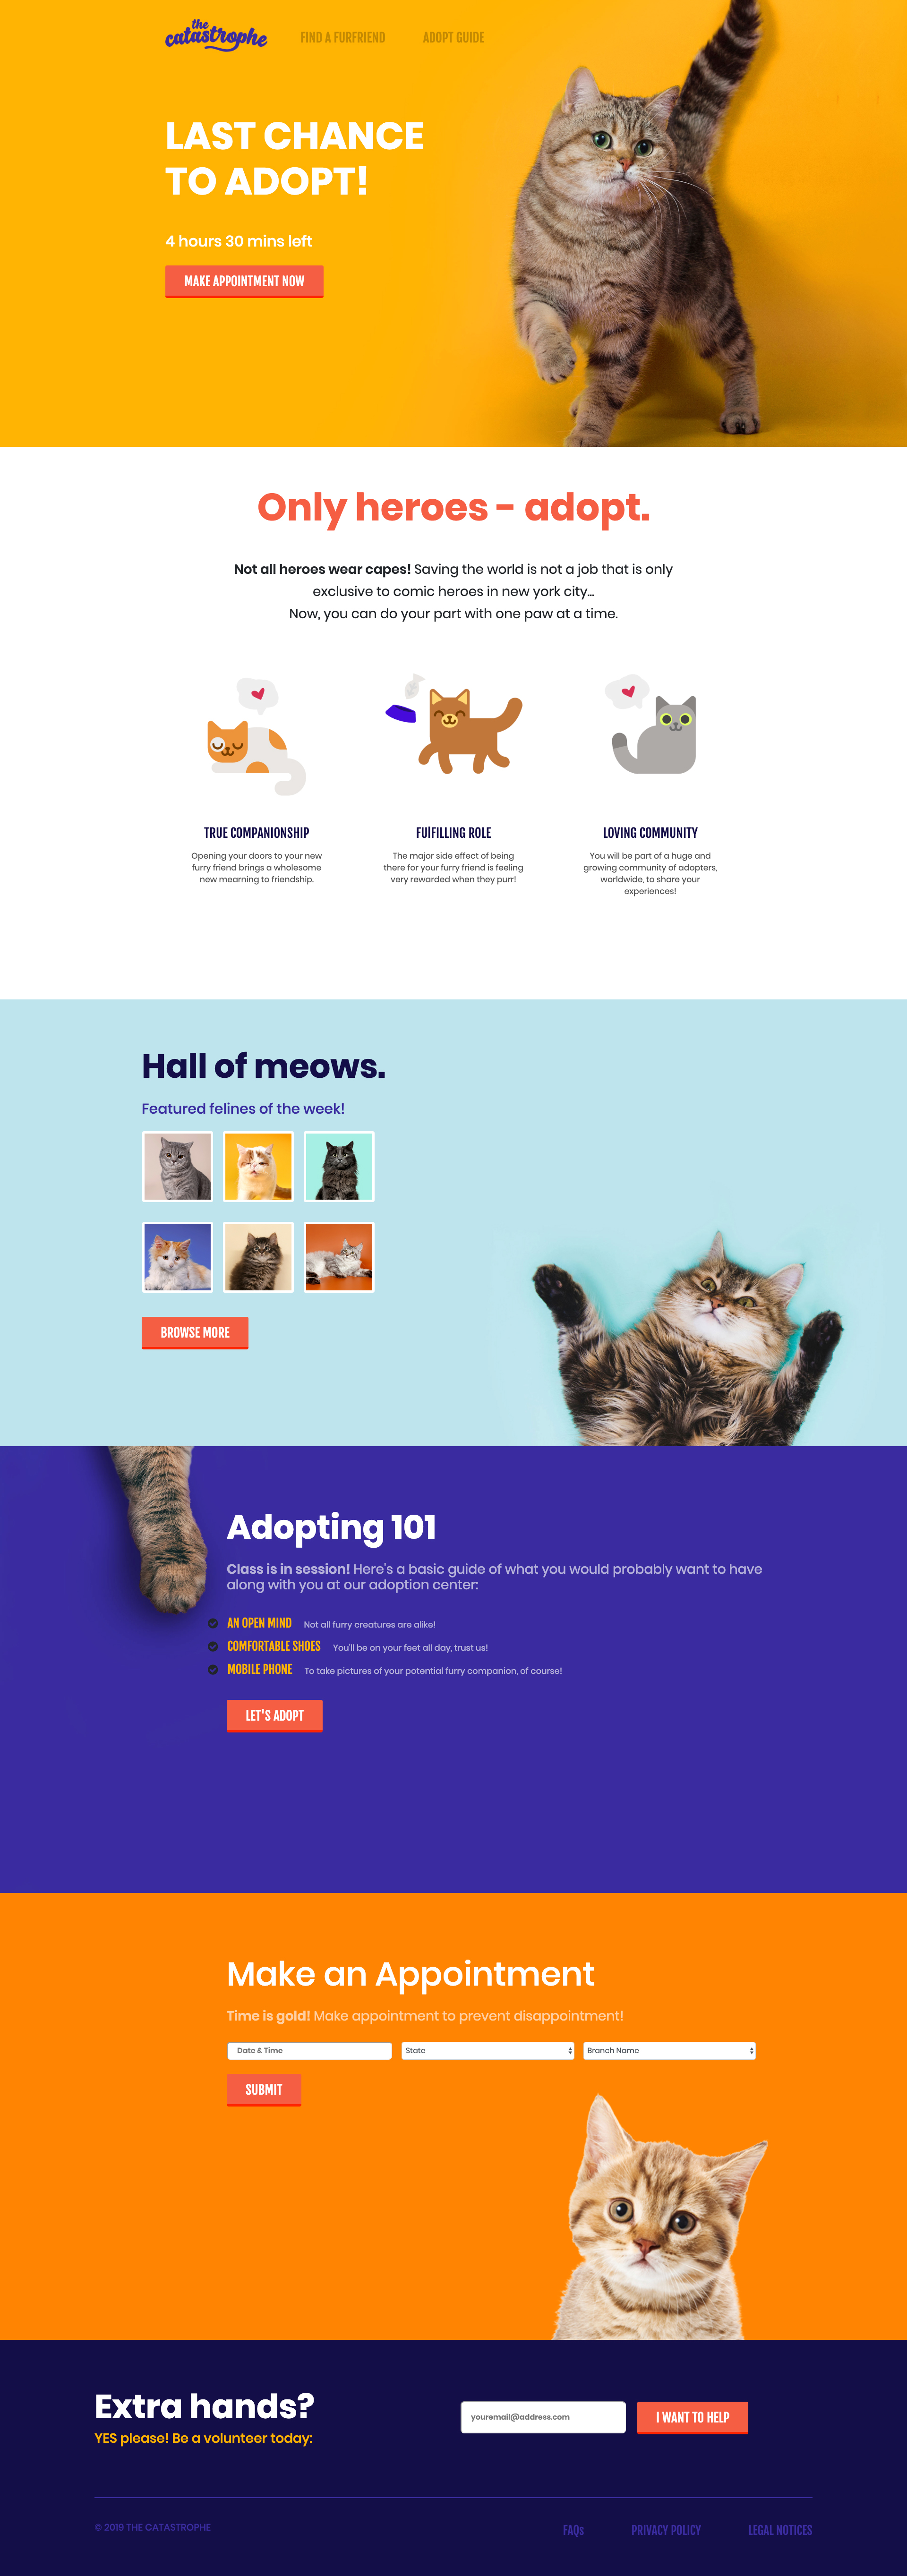 the
catastrophe
FIND A FURFRIEND
ADOPT GUIDE
LAST CHANCE
TO ADOPT!
4 hours 30 mins left
MAKE APPOINTMENT NOW
Only heroes - adopt.
Not all heroes wear capes! Saving the world is not a job that is only
exclusive to comic heroes in new york city...
Now, you can do your part with one paw at a time.
TRUE COMPANIONSHIP
Opening your doors to your new
furry friend brings a wholesome
new mearning to friendship.
FUlFILLING ROLE
The major side effect of being
there for your furry friend is feeling
very rewarded when they purr!
LOVING COMMUNITY
You will be part of a huge and
growing community of adopters,
worldwide, to share your
experiences!
Hall of meows.
Featured felines of the week!
BROWSE MORE
Adopting 101
Class is in session! Here's a basic guide of what you would probably want to have
along with you at our adoption center:
AN OPEN MIND Not all furry creatures are alike!
COMFORTABLE SHOES You'll be on your feet all day, trust us!
MOBILE PHONE To take pictures of your potential furry companion, of course!
LET'S ADOPT
Make an Appointment
Time is gold! Make appointment to prevent disappointment!
Date & Time
State
Branch Name
SUBMIT
Extra hands?
YES please! Be a volunteer today:
youremail@address.com
I WANT TO HELP
© 2019 THE CATASTROPHE
FAQs
PRIVACY POLICY
LEGAL NOTICES